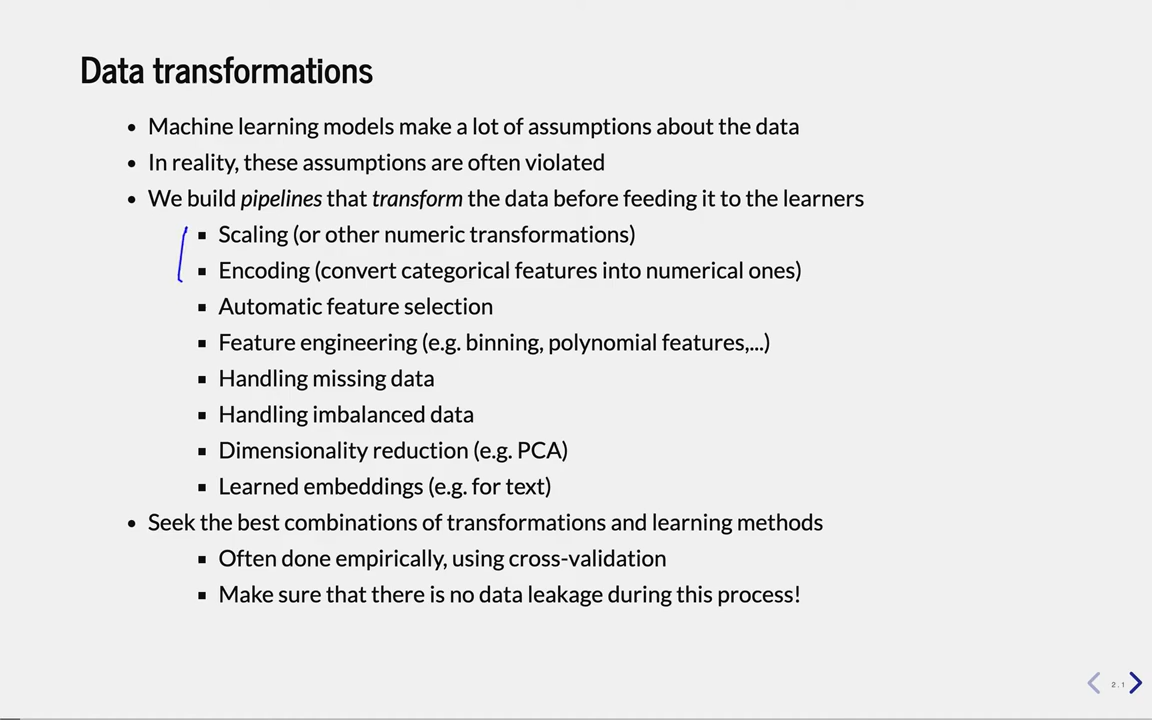 Data transformations
• Machine learning models make a lot of assumptions about the data
• In reality, these assumptions are often violated
• We build pipelines that transform the data before feeding it to the learners
▪ Scaling (or other numeric transformations)
▪ Encoding (convert categorical features into numerical ones)
▪ Automatic feature selection
▪ Feature engineering (e.g. binning, polynomial features,...)
▪ Handling missing data
▪ Handling imbalanced data
▪ Dimensionality reduction (e.g. PCA)
▪ Learned embeddings (e.g. for text)
• Seek the best combinations of transformations and learning methods
▪ Often done empirically, using cross-validation
▪ Make sure that there is no data leakage during this process!
2.1